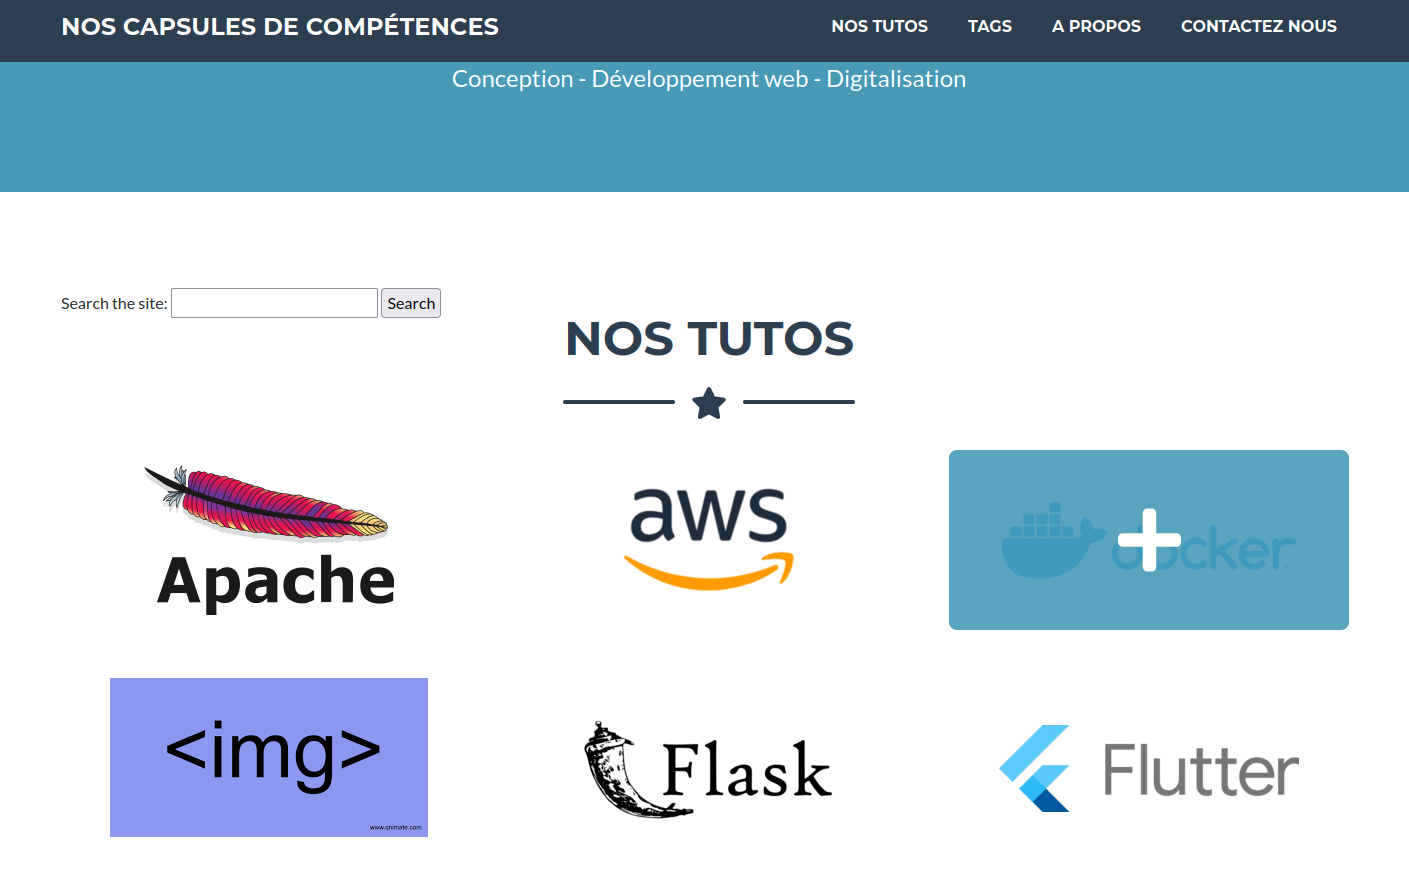 NOS CAPSULES DE COMPÉTENCES
NOS TUTOS
TAGS
A PROPOS
CONTACTEZ NOUS
Conception - Développement web - Digitalisation
Search the site:
Search
NOS TUTOS
Apache
aws
docker
<img>
www.qnimate.com
Flask
Flutter